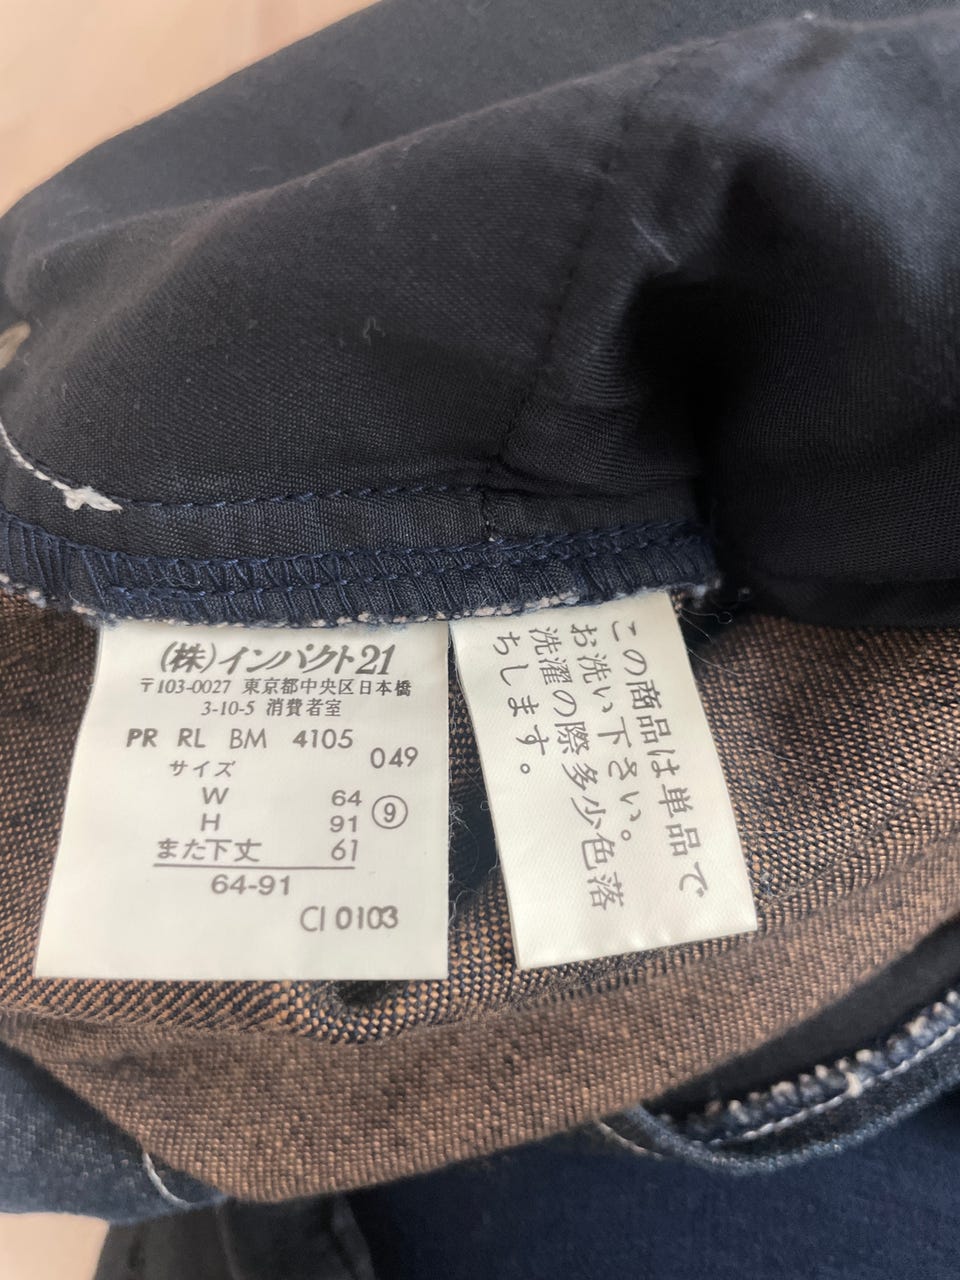 (株)インパクト21
〒103-0027 東京都中央区日本橋
3-10-5 消費者室
PR RL BM 4105
049
サイズ
W 64
H 91
⑨
また下丈 61
64-91
CI 0103
この商品は単品で
お洗い下さい。
洗濯の際多少色落
ちします。